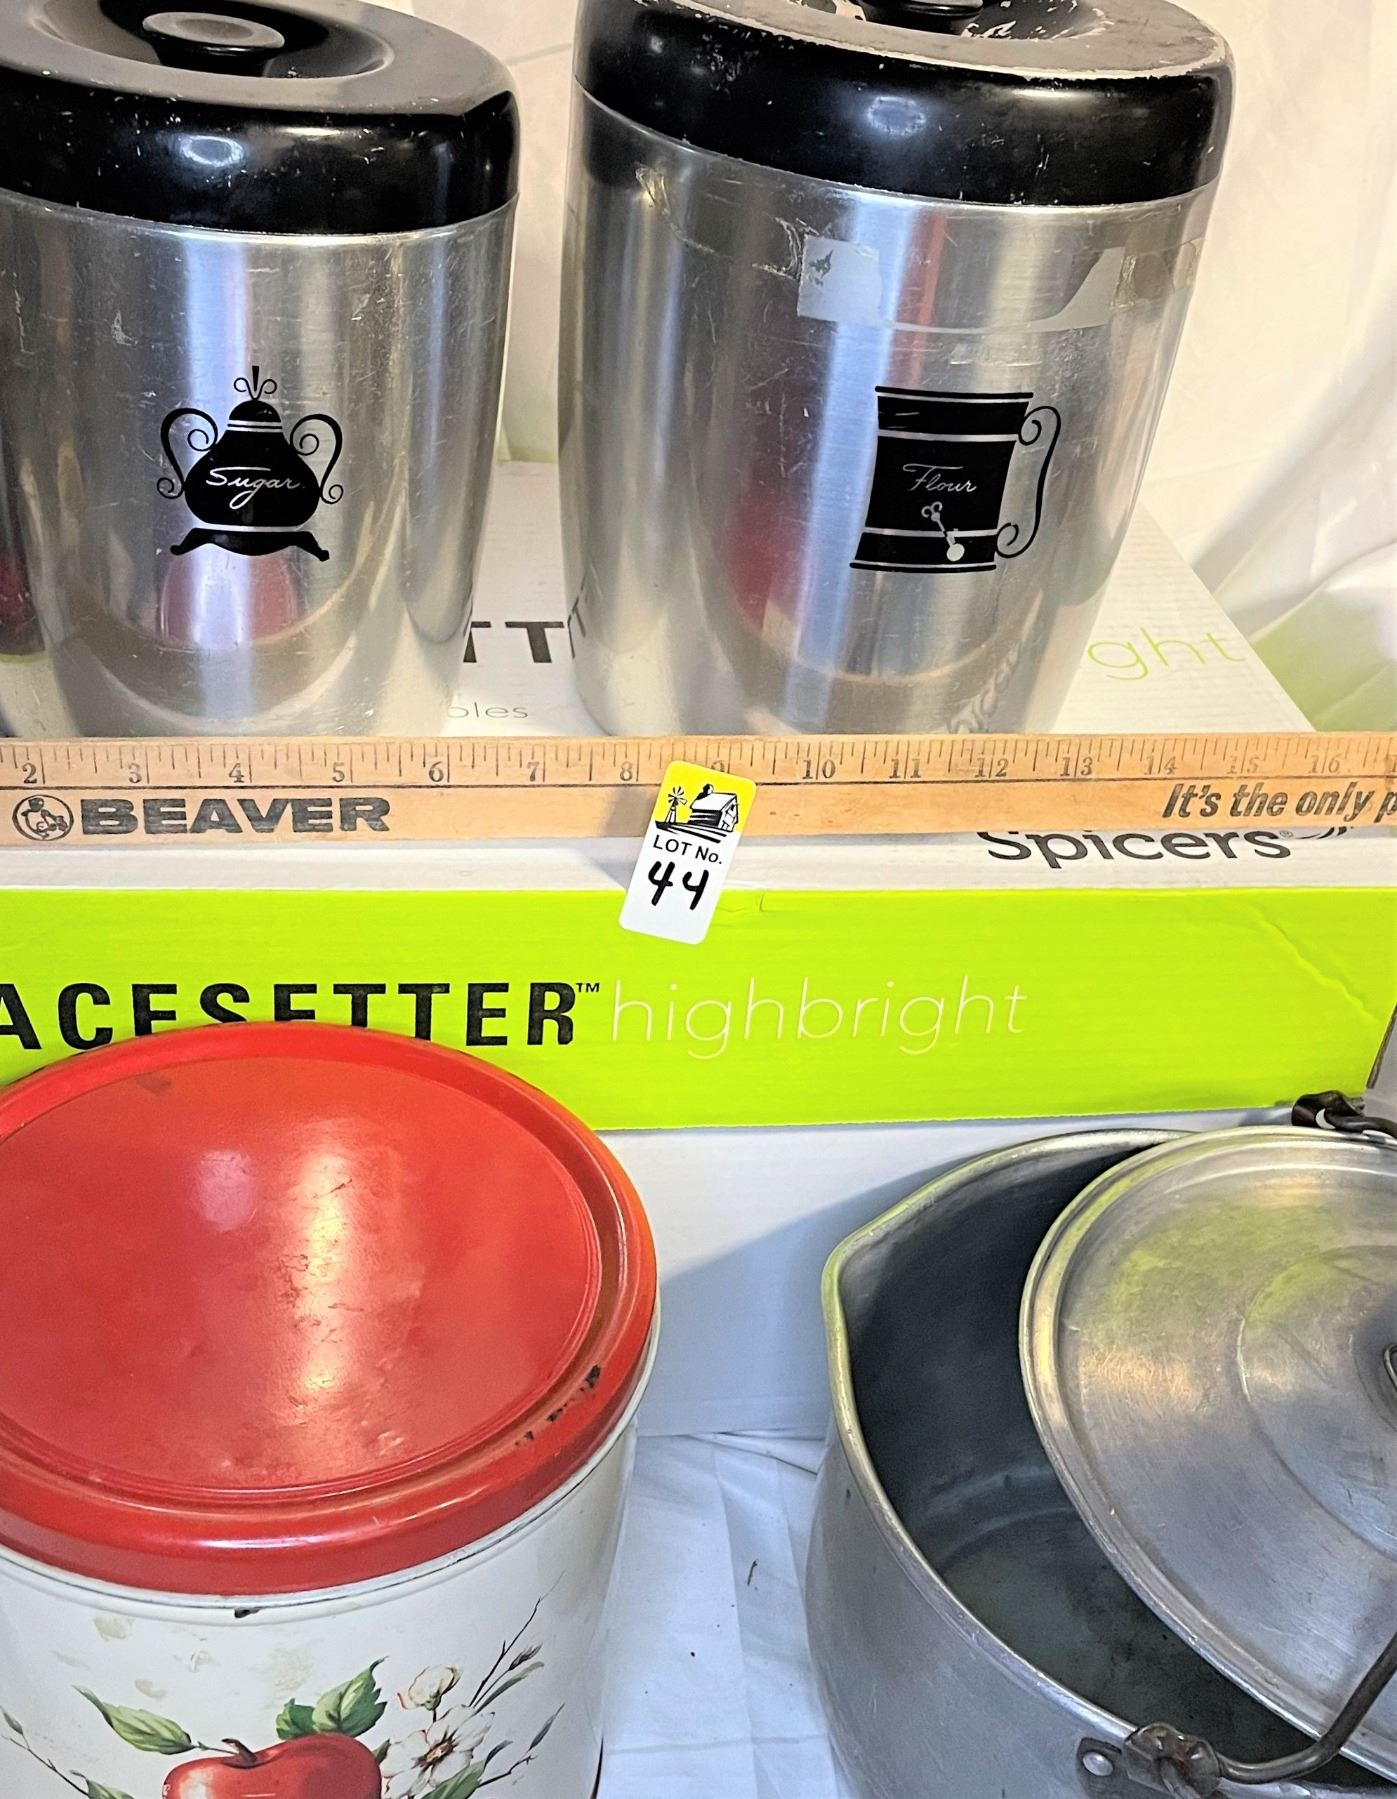 Sugar
Flour
TT
ght
bles
2 3 4 5 6 7 8 9 10 11 12 13 14 15 16
BEAVER
It's the only p
LOT No.
44
Spicers®
ACESETTER™ highbright